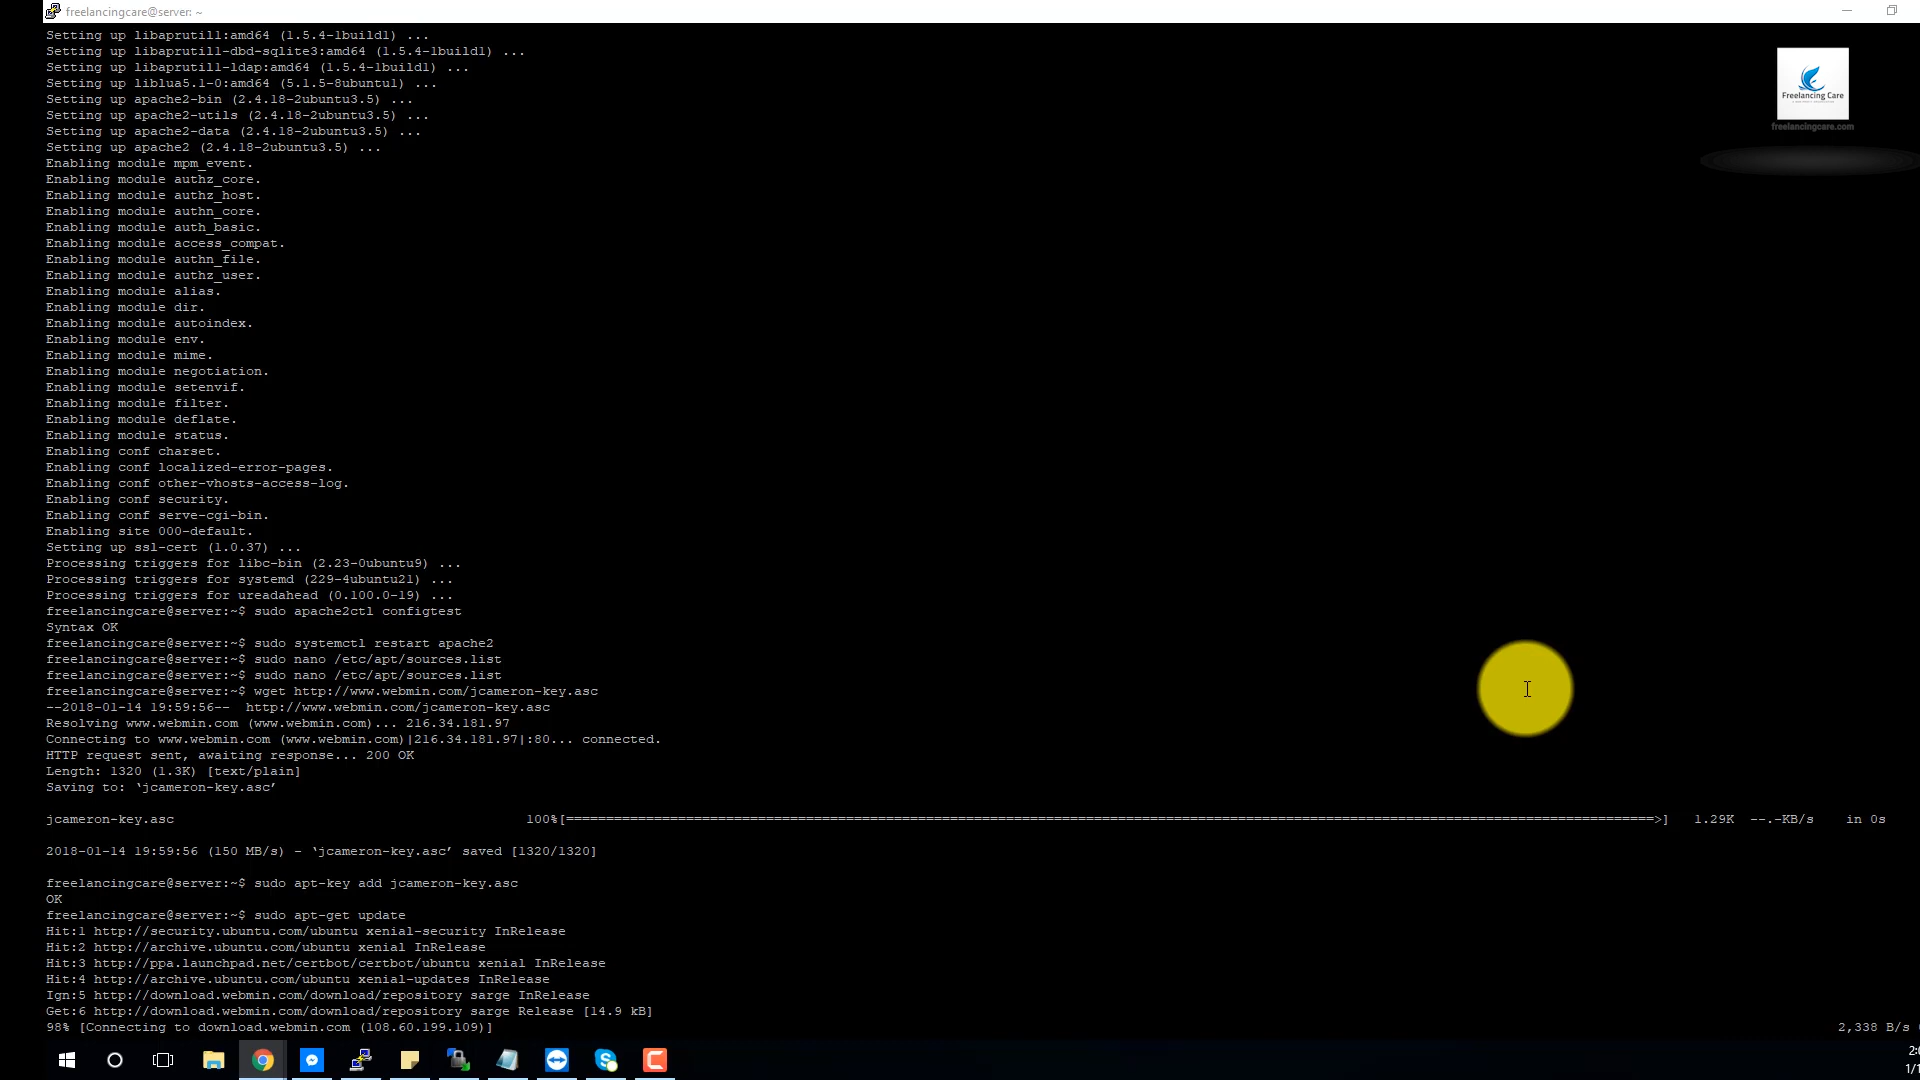 freelancingcare@server: ~
Setting up libaprutil1:amd64 (1.5.4-1build1) ...
Setting up libaprutil1-dbd-sqlite3:amd64 (1.5.4-1build1) ...
Setting up libaprutil1-ldap:amd64 (1.5.4-1build1) ...
Setting up liblua5.1-0:amd64 (5.1.5-8ubuntu1) ...
Setting up apache2-bin (2.4.18-2ubuntu3.5) ...
Setting up apache2-utils (2.4.18-2ubuntu3.5) ...
Setting up apache2-data (2.4.18-2ubuntu3.5) ...
Setting up apache2 (2.4.18-2ubuntu3.5) ...
Enabling module mpm_event.
Enabling module authz_core.
Enabling module authz_host.
Enabling module authn_core.
Enabling module auth_basic.
Enabling module access_compat.
Enabling module authn_file.
Enabling module authz_user.
Enabling module alias.
Enabling module dir.
Enabling module autoindex.
Enabling module env.
Enabling module mime.
Enabling module negotiation.
Enabling module setenvif.
Enabling module filter.
Enabling module deflate.
Enabling module status.
Enabling conf charset.
Enabling conf localized-error-pages.
Enabling conf other-vhosts-access-log.
Enabling conf security.
Enabling conf serve-cgi-bin.
Enabling site 000-default.
Setting up ssl-cert (1.0.37) ...
Processing triggers for libc-bin (2.23-0ubuntu9) ...
Processing triggers for systemd (229-4ubuntu21) ...
Processing triggers for ureadahead (0.100.0-19) ...
freelancingcare@server:~$ sudo apache2ctl configtest
Syntax OK
freelancingcare@server:~$ sudo systemctl restart apache2
freelancingcare@server:~$ sudo nano /etc/apt/sources.list
freelancingcare@server:~$ sudo nano /etc/apt/sources.list
freelancingcare@server:~$ wget http://www.webmin.com/jcameron-key.asc
--2018-01-14 19:59:56--  http://www.webmin.com/jcameron-key.asc
Resolving www.webmin.com (www.webmin.com)... 216.34.181.97
Connecting to www.webmin.com (www.webmin.com)|216.34.181.97|:80... connected.
HTTP request sent, awaiting response... 200 OK
Length: 1320 (1.3K) [text/plain]
Saving to: ‘jcameron-key.asc’
jcameron-key.asc 100%[=================================================>] 1.29K --.-KB/s in 0s
2018-01-14 19:59:56 (150 MB/s) - ‘jcameron-key.asc’ saved [1320/1320]
freelancingcare@server:~$ sudo apt-key add jcameron-key.asc
OK
freelancingcare@server:~$ sudo apt-get update
Hit:1 http://security.ubuntu.com/ubuntu xenial-security InRelease
Hit:2 http://archive.ubuntu.com/ubuntu xenial InRelease
Hit:3 http://ppa.launchpad.net/certbot/certbot/ubuntu xenial InRelease
Hit:4 http://archive.ubuntu.com/ubuntu xenial-updates InRelease
Ign:5 http://download.webmin.com/download/repository sarge InRelease
Get:6 http://download.webmin.com/download/repository sarge Release [14.9 kB]
98% [Connecting to download.webmin.com (108.60.199.109)] 2,338 B/s
Freelancing Care
freelancingcare.com